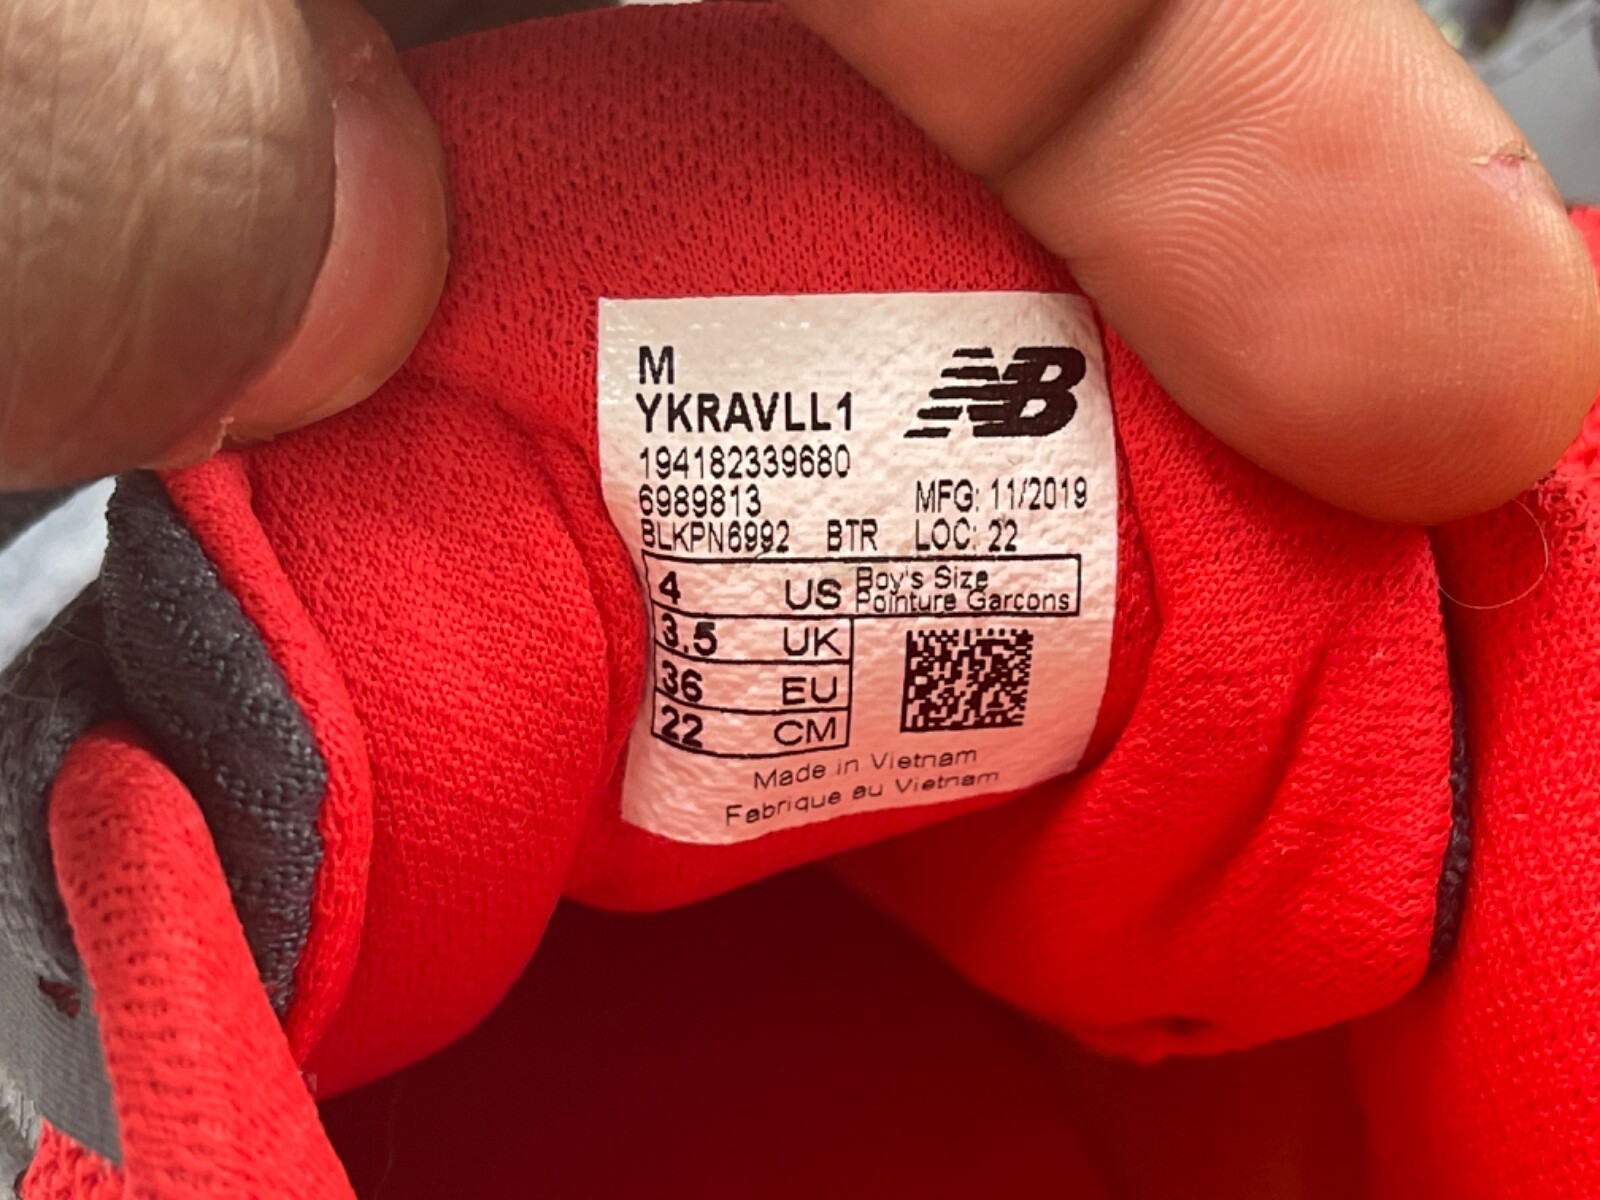 M
YKRAVLL1
NB
194182339680
6989813 MFG: 11/2019
BLKPN6992 BTR LOC: 22
4 US Boy's Size
Pointure Garcons
3.5 UK
36 EU
22 CM
Made in Vietnam
Fabrique au Vietnam